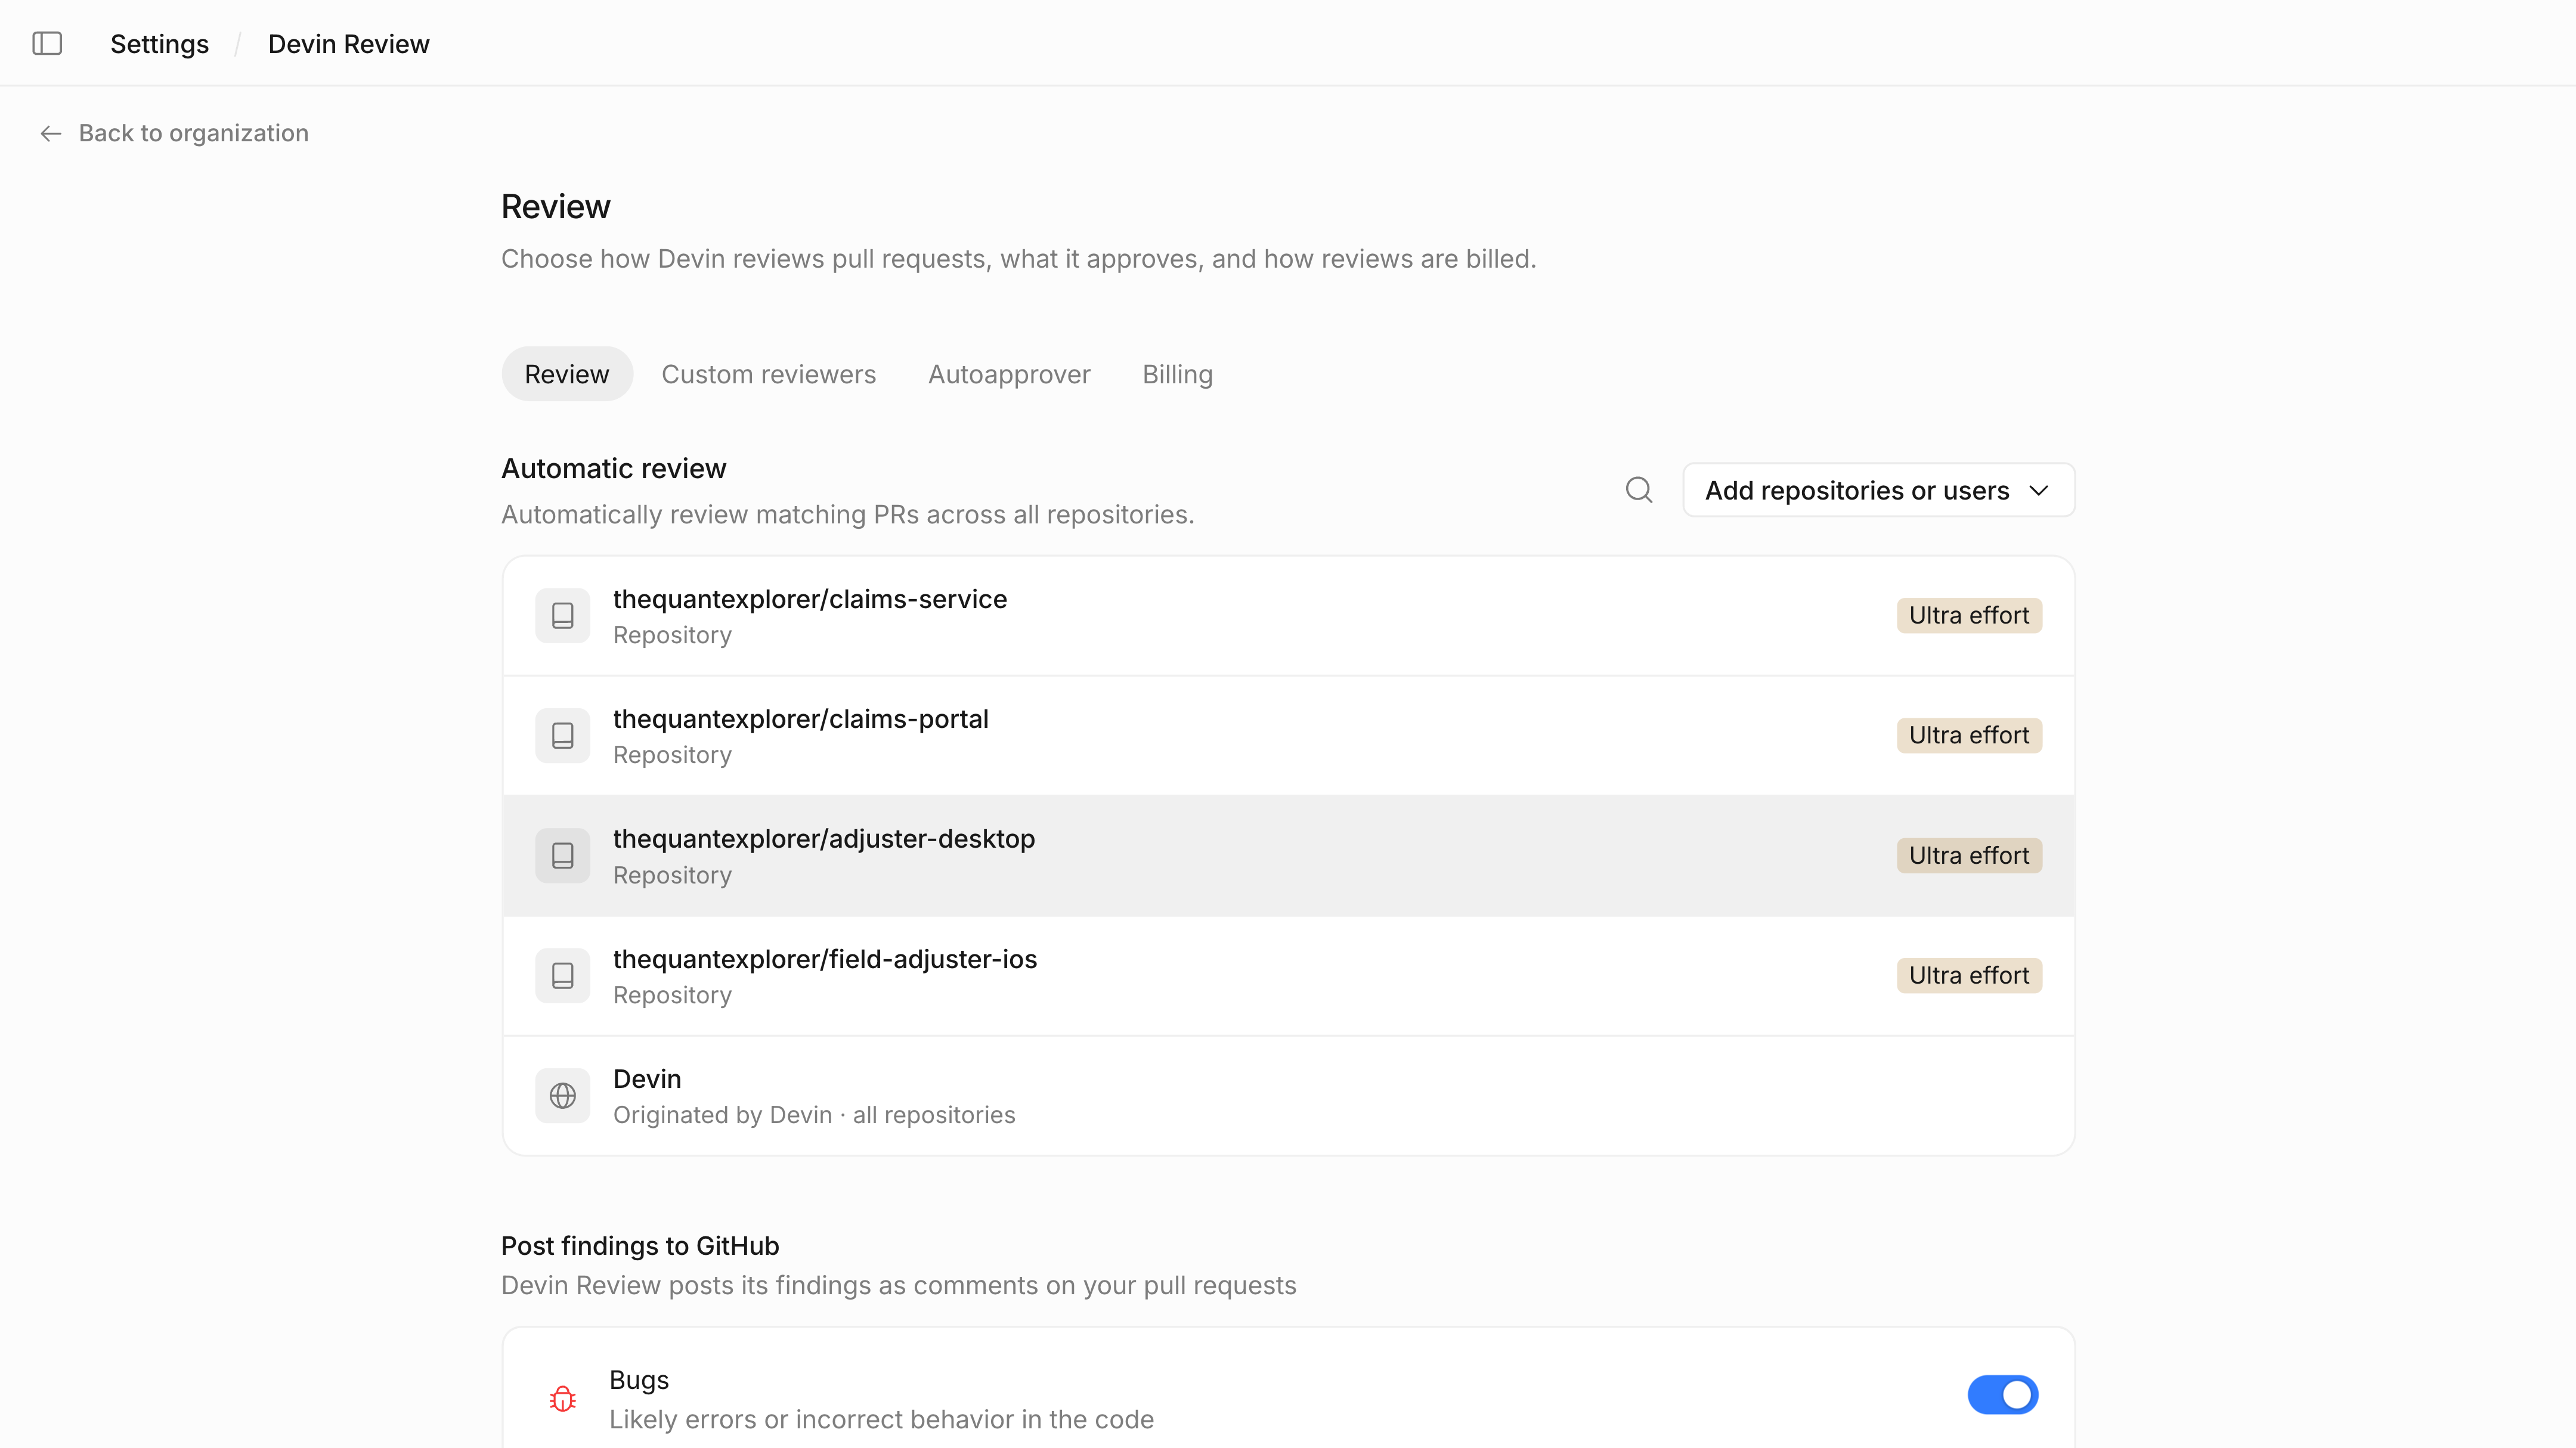 Settings / Devin Review
Back to organization
Review
Choose how Devin reviews pull requests, what it approves, and how reviews are billed.
Review Custom reviewers Autoapprover Billing
Automatic review
Automatically review matching PRs across all repositories.
Add repositories or users
thequantexplorer/claims-service
Repository
Ultra effort
thequantexplorer/claims-portal
Repository
Ultra effort
thequantexplorer/adjuster-desktop
Repository
Ultra effort
thequantexplorer/field-adjuster-ios
Repository
Ultra effort
Devin
Originated by Devin · all repositories
Post findings to GitHub
Devin Review posts its findings as comments on your pull requests
Bugs
Likely errors or incorrect behavior in the code